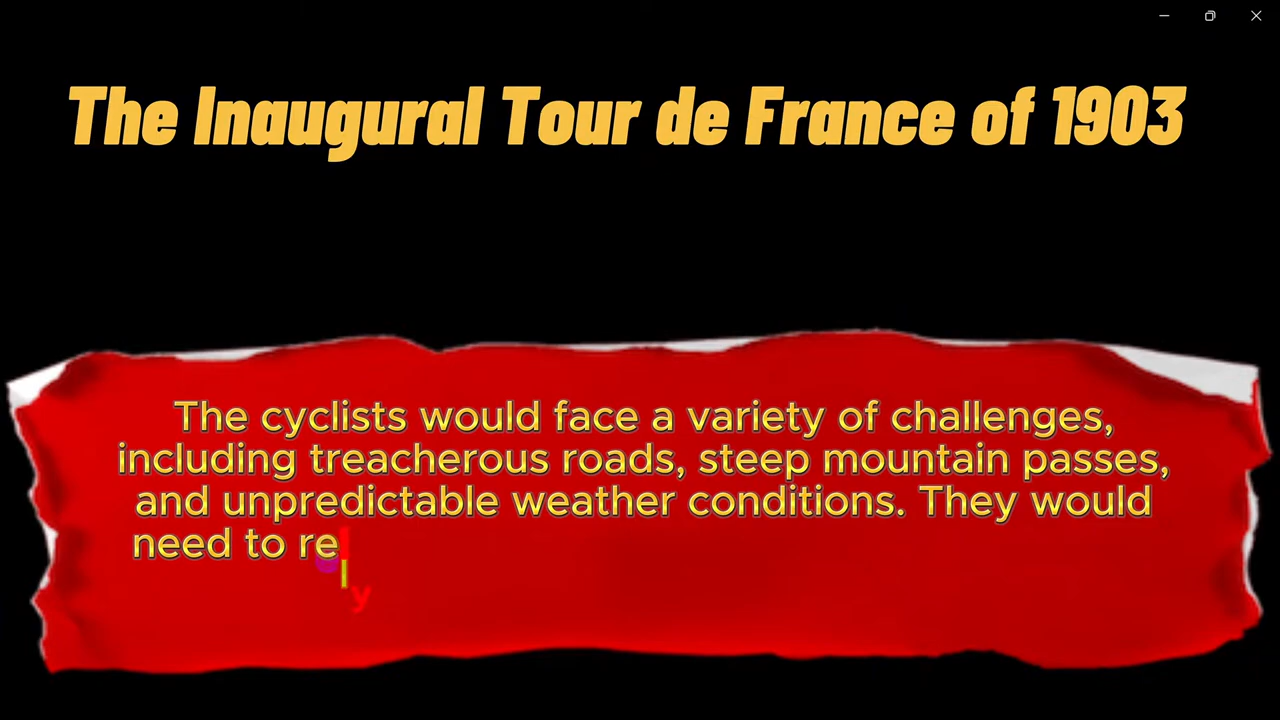 The Inaugural Tour de France of 1903
The cyclists would face a variety of challenges,
including treacherous roads, steep mountain passes,
and unpredictable weather conditions. They would
need to rely